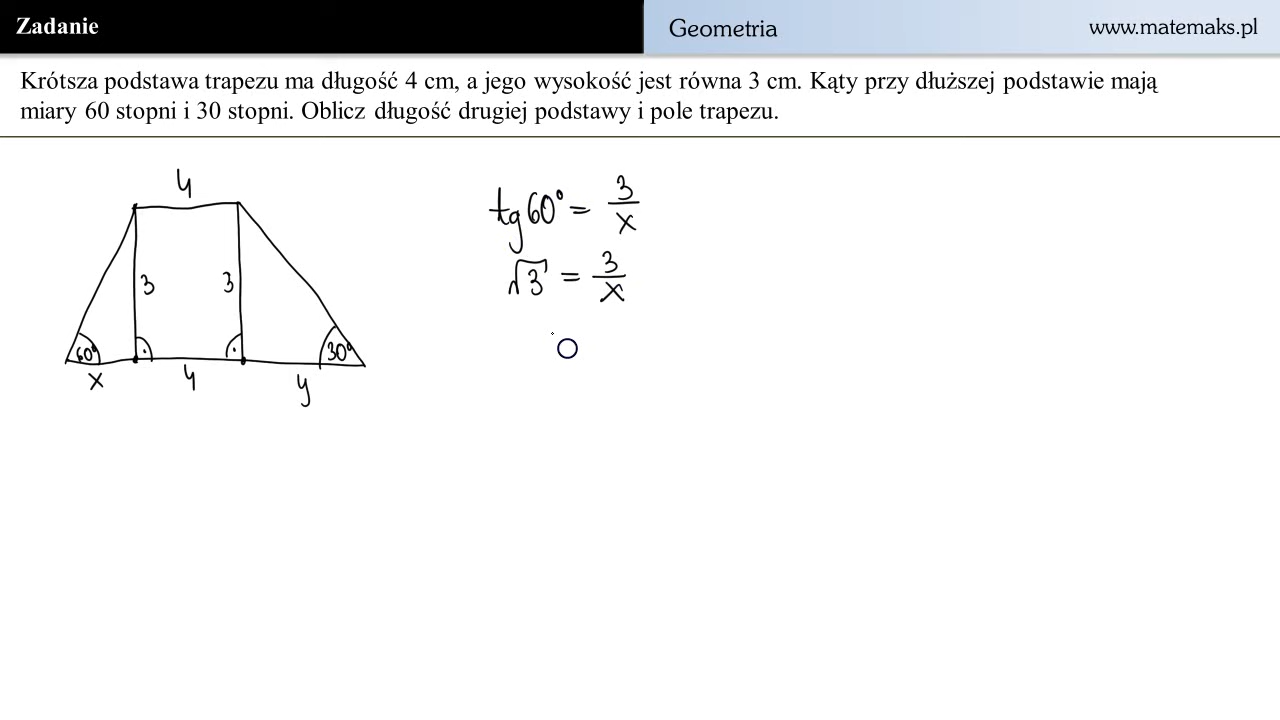 Zadanie
Geometria
www.matemaks.pl
Krótsza podstawa trapezu ma długość 4 cm, a jego wysokość jest równa 3 cm. Kąty przy dłuższej podstawie mają
miary 60 stopni i 30 stopni. Oblicz długość drugiej podstawy i pole trapezu.
4
3 3
60° 30°
x 4 y
tg 60° = 3/x
√3 = 3/x